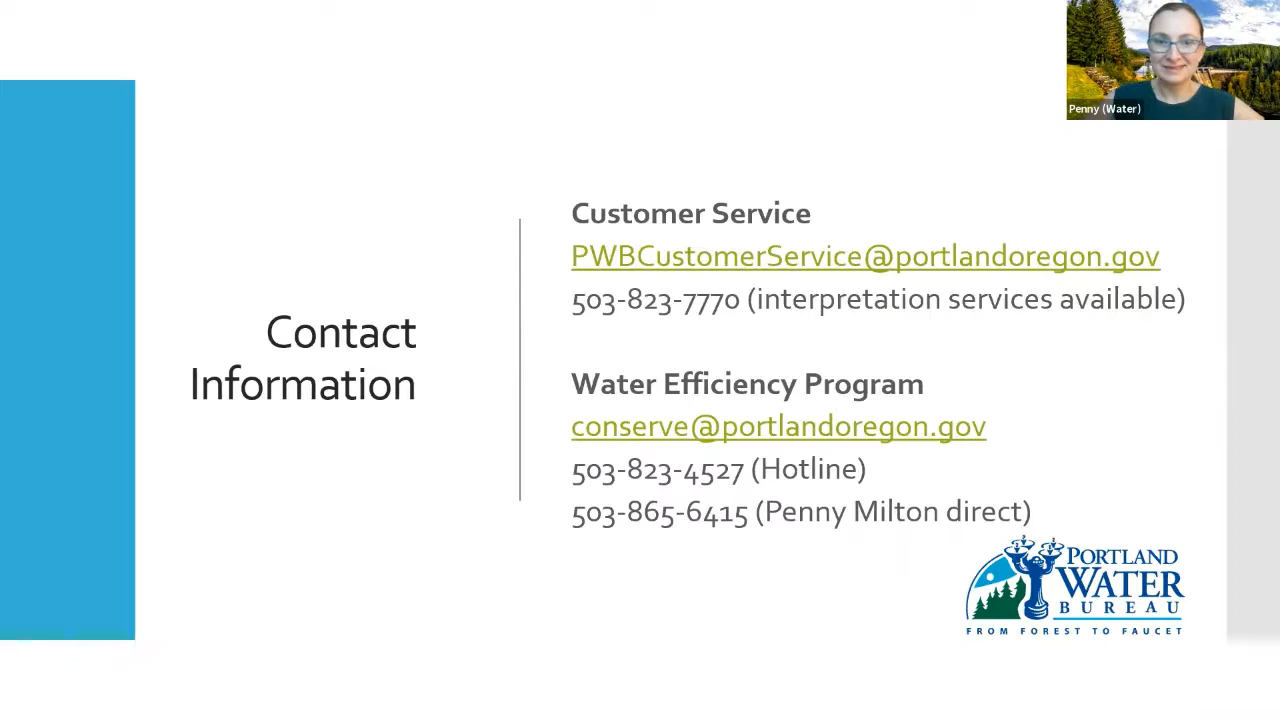 Penny (Water)
Contact
Information
Customer Service
PWBCustomerService@portlandoregon.gov
503-823-7770 (interpretation services available)
Water Efficiency Program
conserve@portlandoregon.gov
503-823-4527 (Hotline)
503-865-6415 (Penny Milton direct)
PORTLAND
WATER
BUREAU
FROM FOREST TO FAUCET